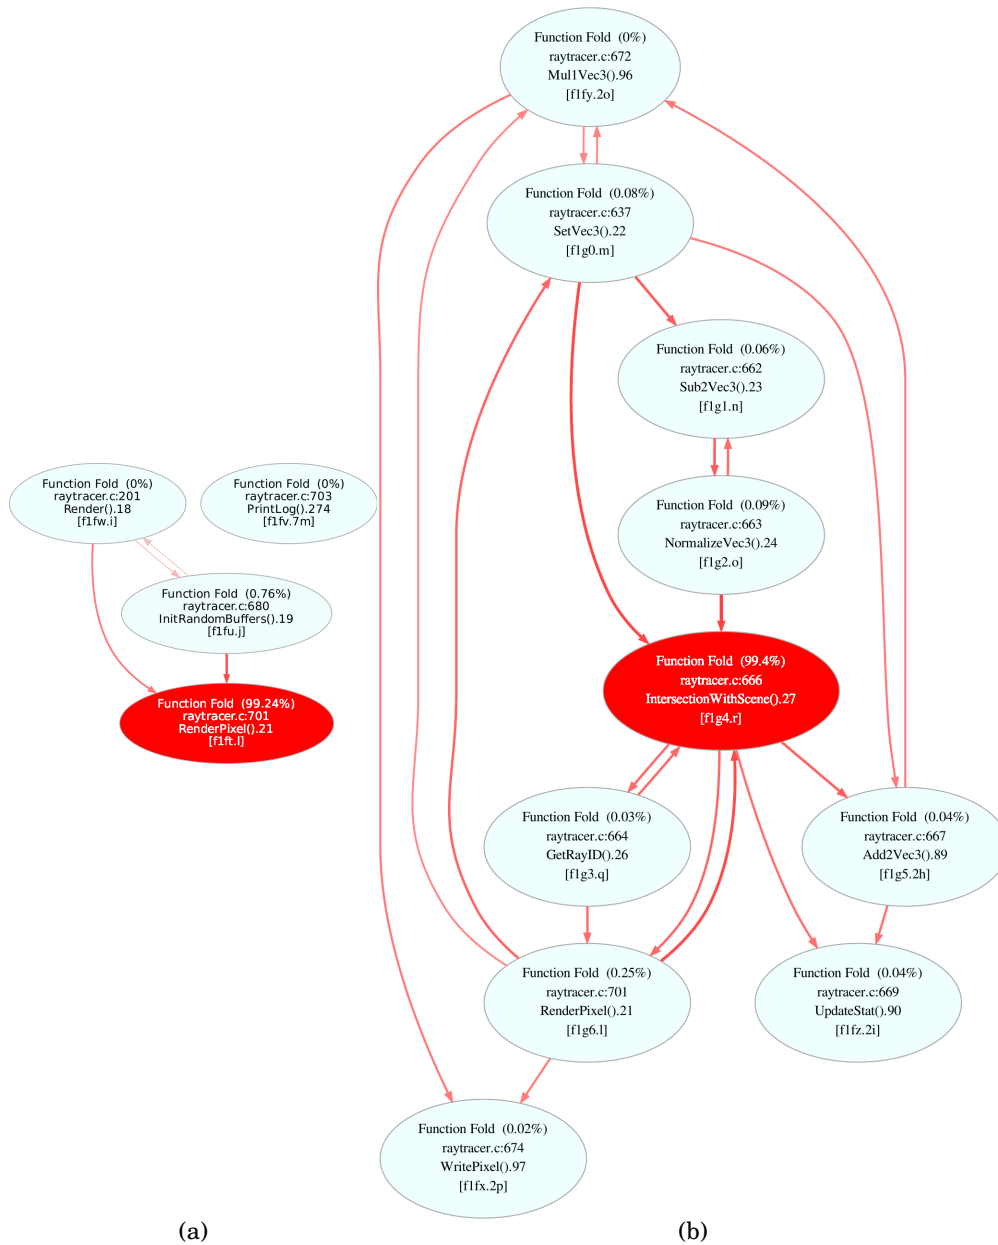 Function Fold (0%)
raytracer.c:672
Mul1Vec3().96
[f1fy.2o]
Function Fold (0.08%)
raytracer.c:637
SetVec3().22
[f1g0.m]
Function Fold (0.06%)
raytracer.c:662
Sub2Vec3().23
[f1g1.n]
Function Fold (0%)
raytracer.c:201
Render().18
[f1fw.i]
Function Fold (0%)
raytracer.c:703
PrintLog().274
[f1fv.7m]
Function Fold (0.09%)
raytracer.c:663
NormalizeVec3().24
[f1g2.o]
Function Fold (0.76%)
raytracer.c:680
InitRandomBuffers().19
[f1fu.j]
Function Fold (99.24%)
raytracer.c:701
RenderPixel().21
[f1ft.l]
Function Fold (99.4%)
raytracer.c:666
IntersectionWithScene().27
[f1g4.r]
Function Fold (0.03%)
raytracer.c:664
GetRayID().26
[f1g3.q]
Function Fold (0.04%)
raytracer.c:667
Add2Vec3().89
[f1g5.2h]
Function Fold (0.25%)
raytracer.c:701
RenderPixel().21
[f1g6.l]
Function Fold (0.04%)
raytracer.c:669
UpdateStat().90
[f1fz.2i]
Function Fold (0.02%)
raytracer.c:674
WritePixel().97
[f1fx.2p]
(a)
(b)